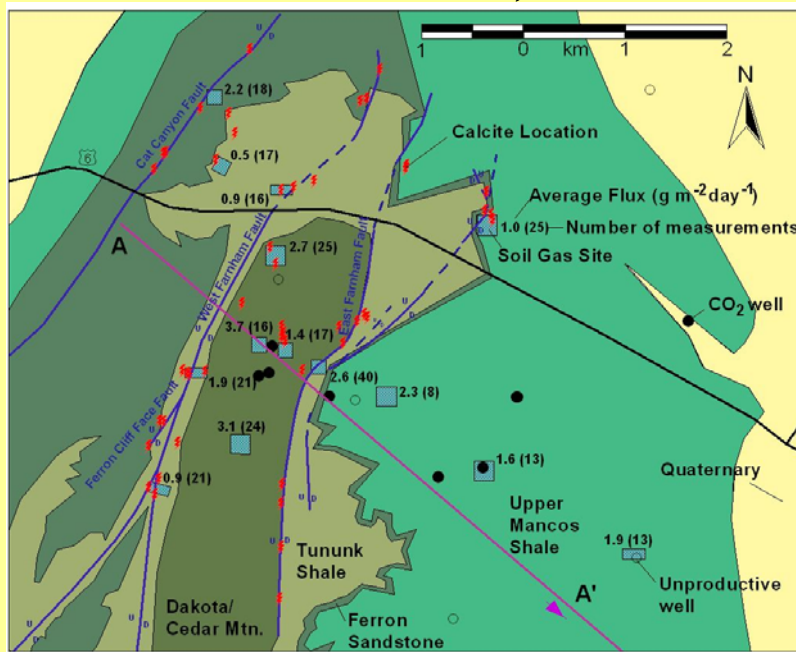 1 0 km 1 2
N
Cat Canyon Fault
2.2 (18)
6
0.5 (17)
Calcite Location
0.9 (16)
Average Flux (g m-2day-1)
1.0 (25)
Number of measurements
Soil Gas Site
A
West Farnham Fault
East Farnham Fault
2.7 (25)
CO2 well
3.7 (16)
1.4 (17)
1.9 (21)
2.6 (40)
2.3 (8)
Ferron Cliff Face Fault
3.1 (24)
1.6 (13)
Quaternary
0.9 (21)
Upper
Mancos
Shale
1.9 (13)
Tununk
Shale
Unproductive
well
A'
Dakota/
Cedar Mtn.
Ferron
Sandstone
U D
U D
U D
U D
U D
U D
U D
U D
U D